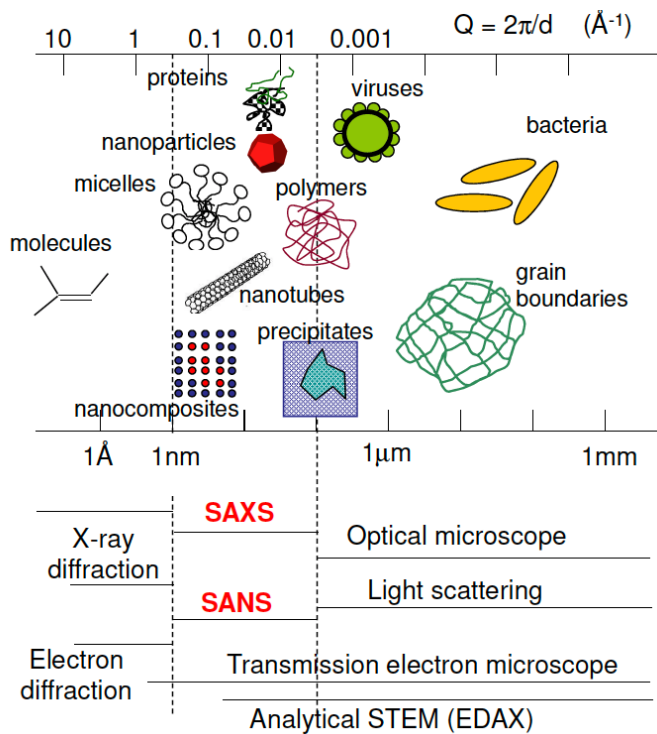 10 1 0.1 0.01 0.001 Q = 2π/d (Å⁻¹)
proteins
viruses
nanoparticles
bacteria
micelles
polymers
molecules
grain
boundaries
nanotubes
precipitates
nanocomposites
1Å 1nm 1μm 1mm
SAXS
X-ray
diffraction
Optical microscope
SANS
Light scattering
Electron
diffraction
Transmission electron microscope
Analytical STEM (EDAX)